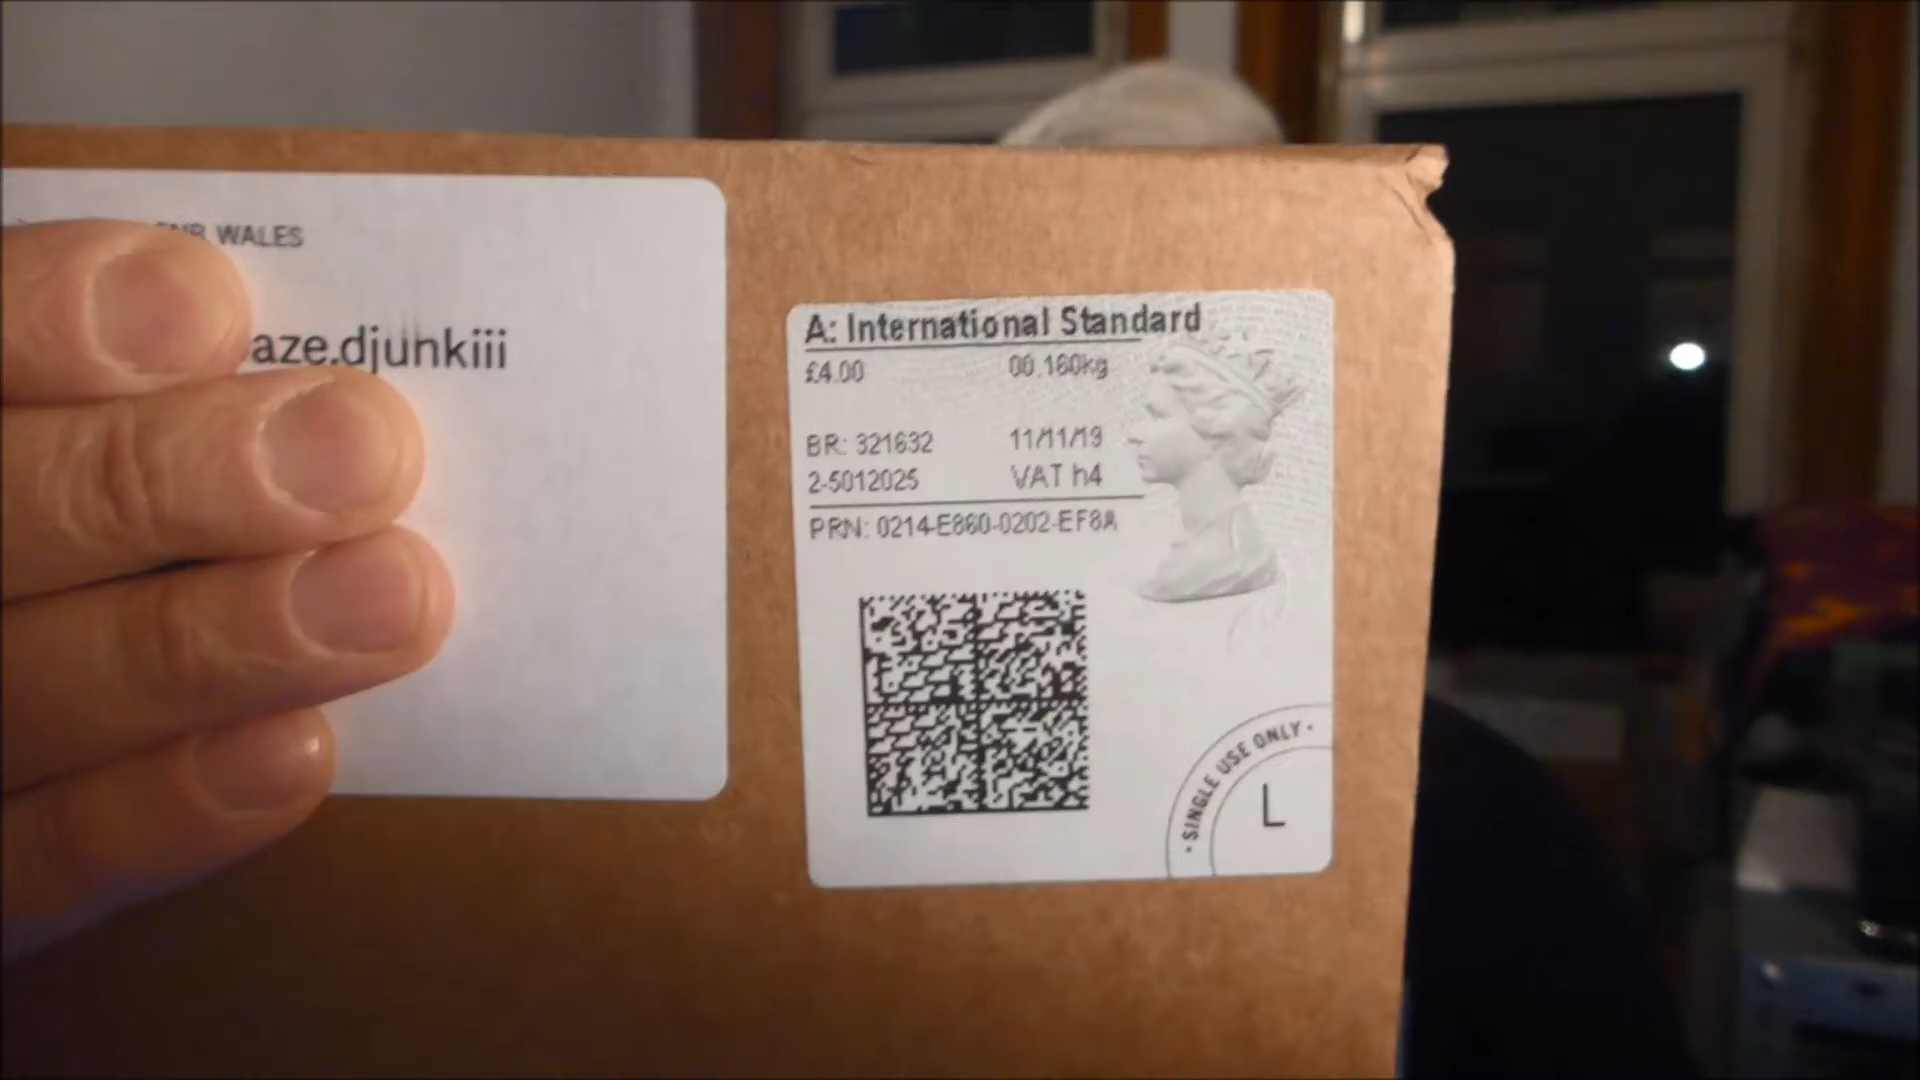 WALES
aze.djunkiii
A: International Standard
£4.00 00.160kg
BR: 321632 11/11/19
2-5012025 VAT h4
PRN: 0214-E860-0202-EF8A
· SINGLE USE ONLY ·
L